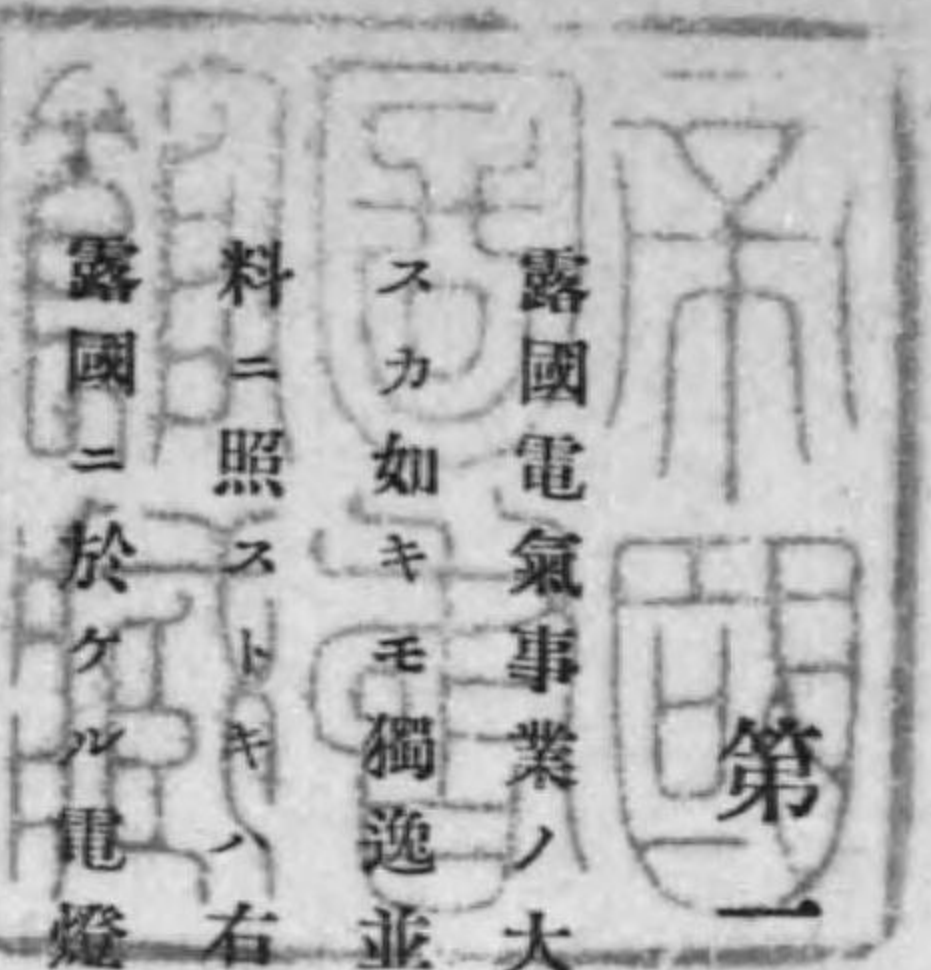 第一
露國電氣事業ノ大
スカ如キモ獨逸並
料ニ照ストキハ右
露國ニ於ケル電燈